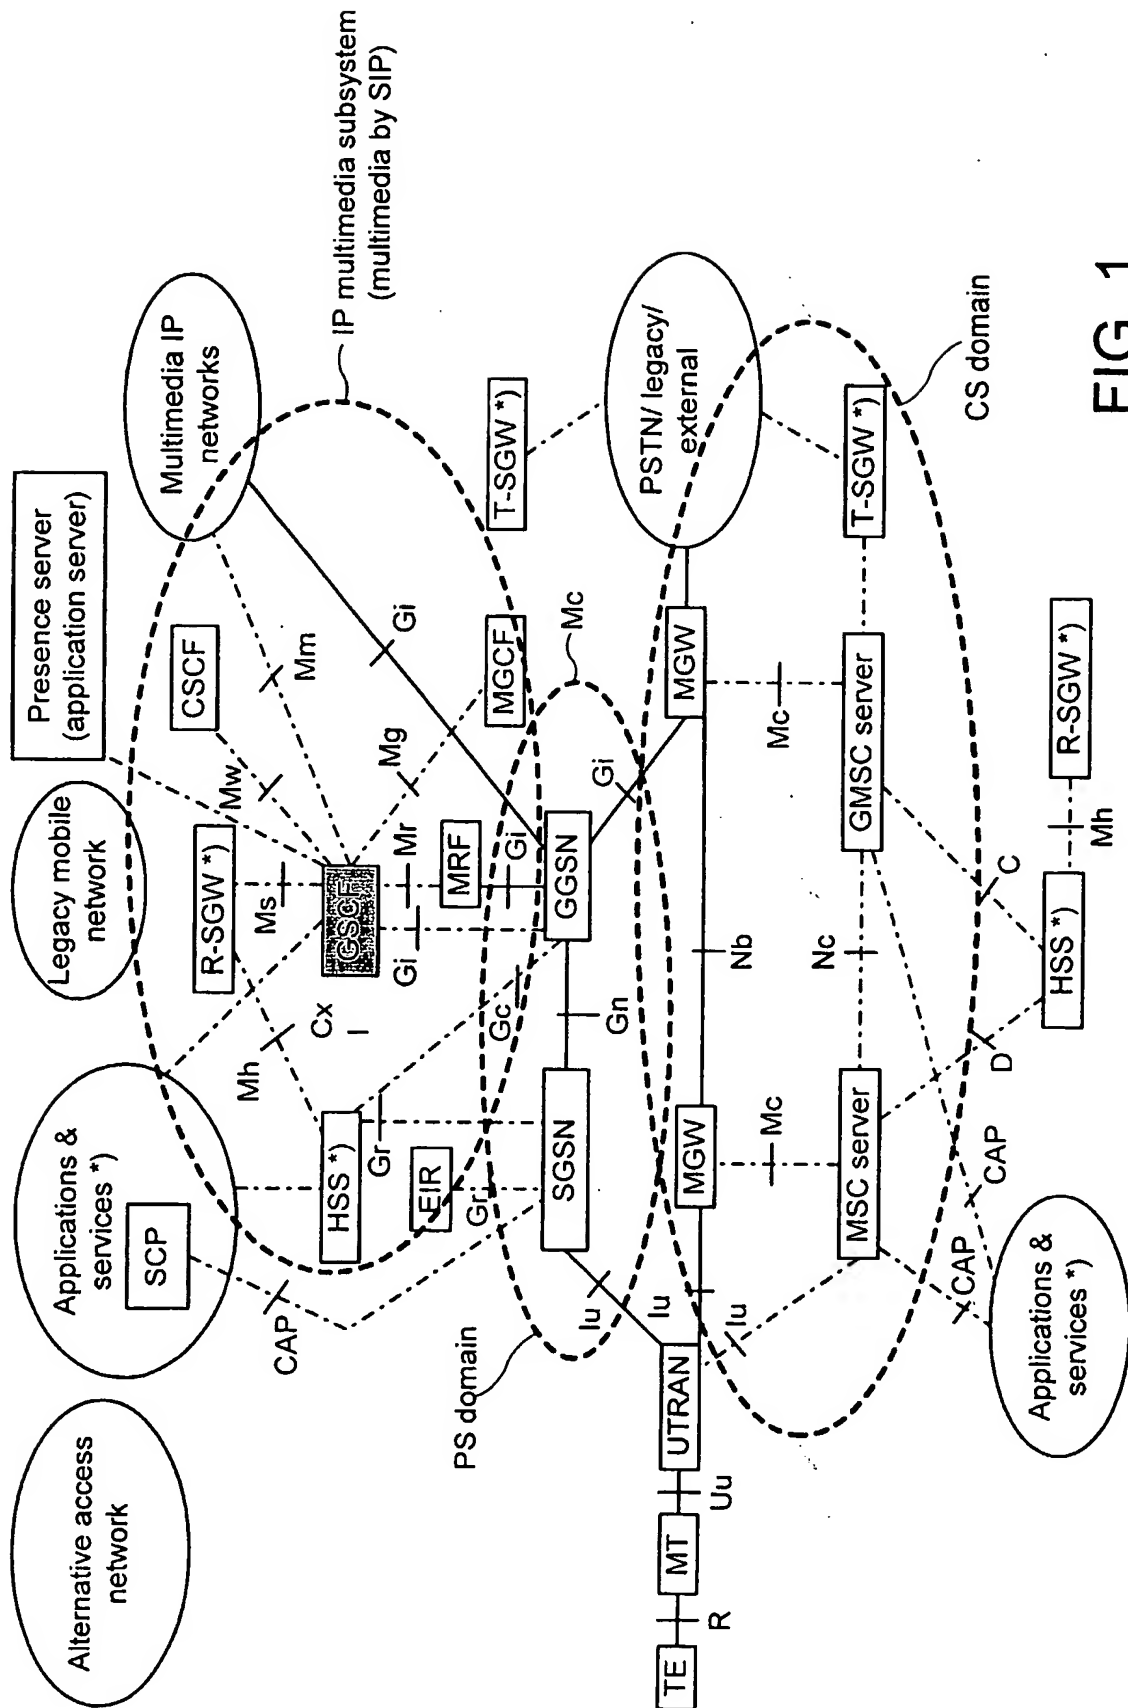 Alternative access
network
Applications &
services *)
SCP
CAP
Legacy mobile
network
Presence server
(application server)
Multimedia IP
networks
IP multimedia subsystem
(multimedia by SIP)
R-SGW *)
CSCF
Mh
Ms
Mw
Mm
Cx
HSS *)
GSCF
Gr
Gi
Mr
Mg
Gi
EIR
MRF
MGCF
T-SGW *)
Gr
Gc
Gi
PS domain
SGSN
Gn
GGSN
Mc
Gi
Iu
Iu
Iu
TE
R
MT
Uu
UTRAN
MGW
Nb
MGW
PSTN/ legacy/
external
Mc
Mc
MSC server
Nc
GMSC server
T-SGW *)
CAP
CAP
D
C
CS domain
Applications &
services *)
HSS *)
Mh
R-SGW *)
FIG. 1